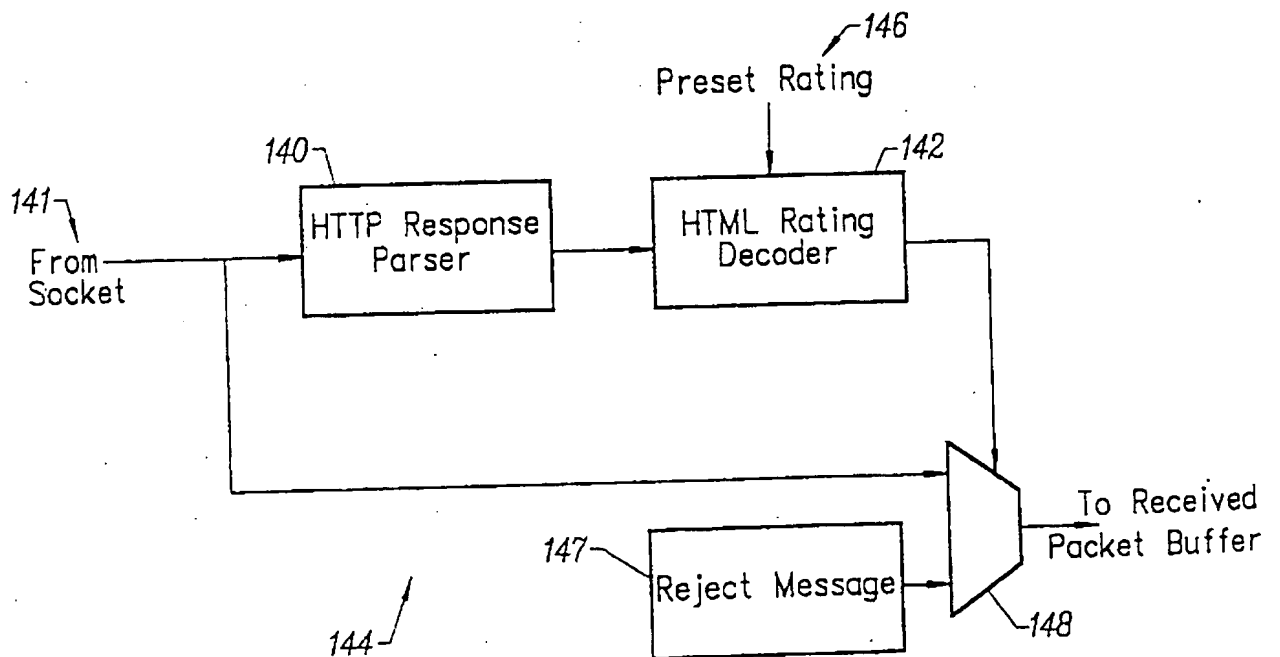 146
Preset Rating
140
142
141
HTTP Response
Parser
HTML Rating
Decoder
From
Socket
To Received
Packet Buffer
147
Reject Message
144
148